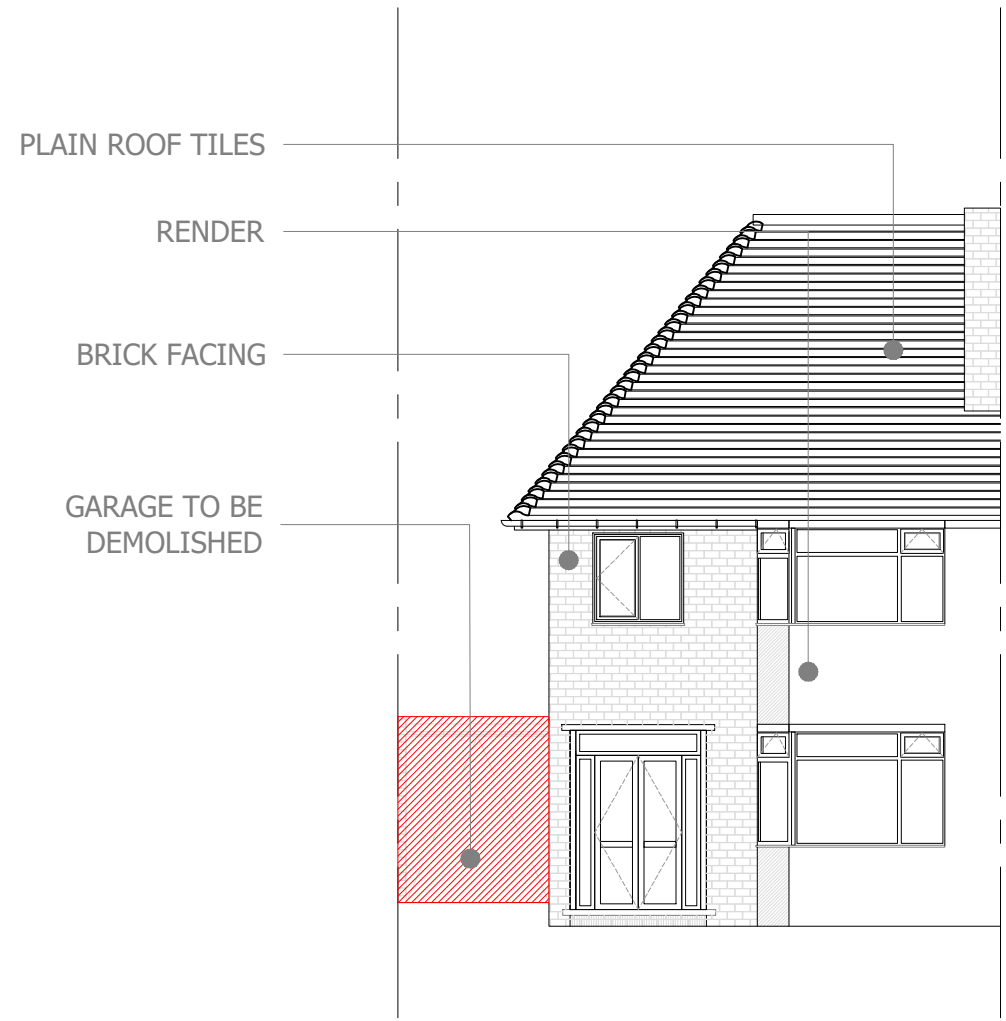 PLAIN ROOF TILES
RENDER
BRICK FACING
GARAGE TO BE
DEMOLISHED